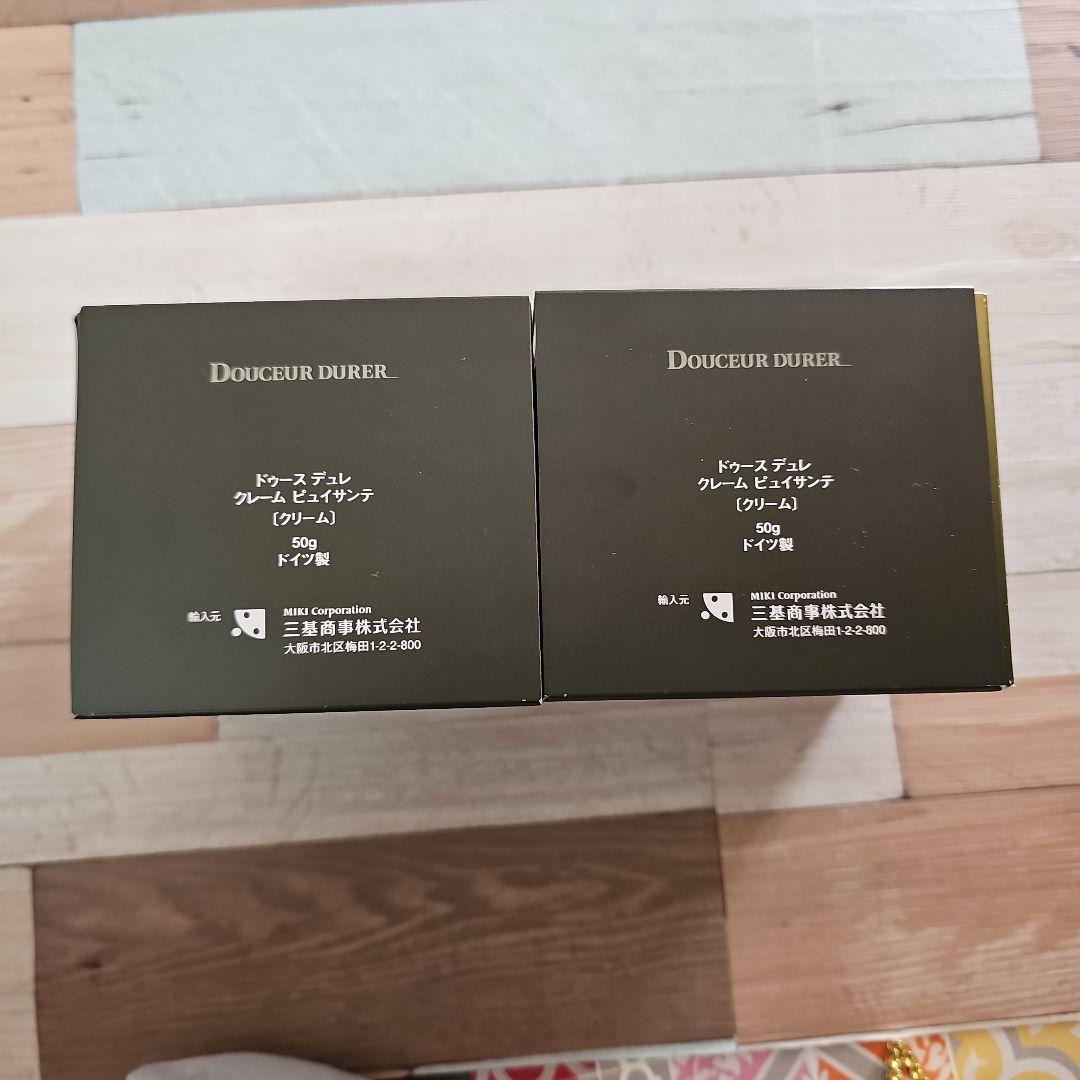 DOUCEUR DURER
ドゥース デュレ
クレーム ピュイサンテ
〔クリーム〕
50g
ドイツ製
輸入元
MIKI Corporation
三基商事株式会社
大阪市北区梅田1-2-2-800
DOUCEUR DURER
ドゥース デュレ
クレーム ピュイサンテ
〔クリーム〕
50g
ドイツ製
輸入元
MIKI Corporation
三基商事株式会社
大阪市北区梅田1-2-2-800